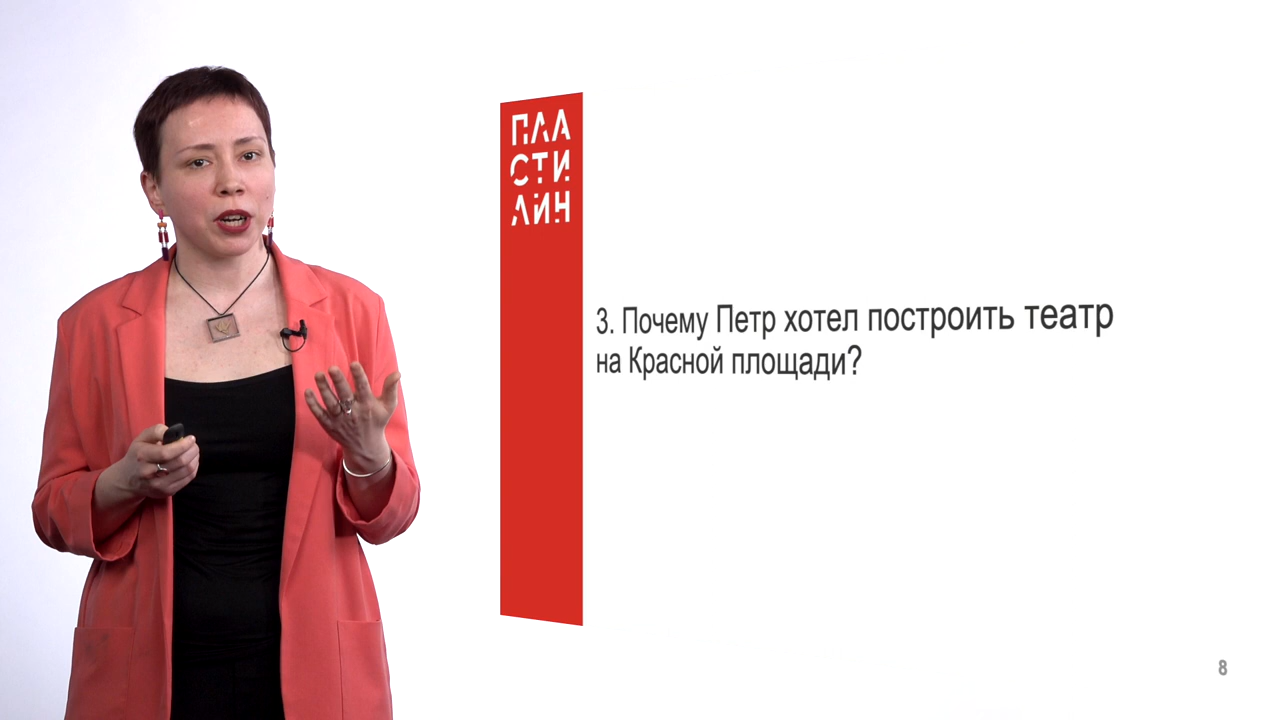 ПЛА
СТИ
ЛИН
3. Почему Петр хотел построить театр
на Красной площади?
8